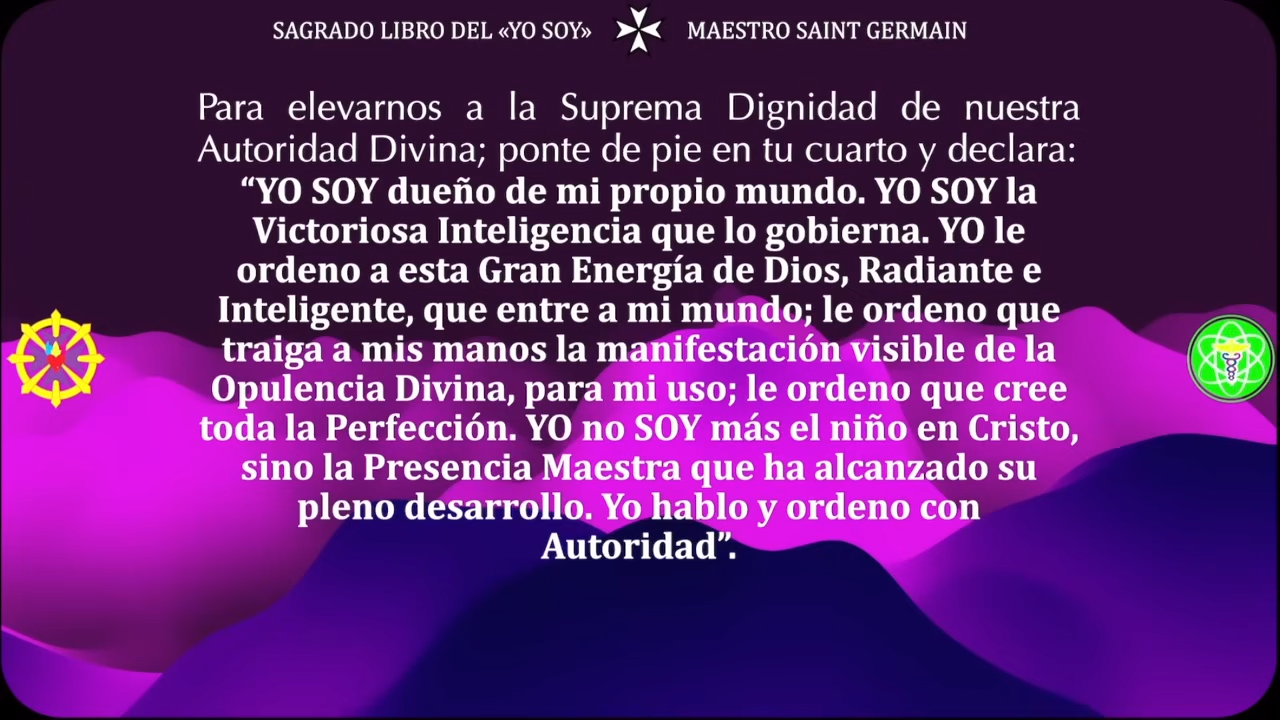 SAGRADO LIBRO DEL «YO SOY» MAESTRO SAINT GERMAIN
Para elevarnos a la Suprema Dignidad de nuestra
Autoridad Divina; ponte de pie en tu cuarto y declara:
“YO SOY dueño de mi propio mundo. YO SOY la
Victoriosa Inteligencia que lo gobierna. YO le
ordeno a esta Gran Energía de Dios, Radiante e
Inteligente, que entre a mi mundo; le ordeno que
traiga a mis manos la manifestación visible de la
Opulencia Divina, para mi uso; le ordeno que cree
toda la Perfección. YO no SOY más el niño en Cristo,
sino la Presencia Maestra que ha alcanzado su
pleno desarrollo. Yo hablo y ordeno con
Autoridad”.